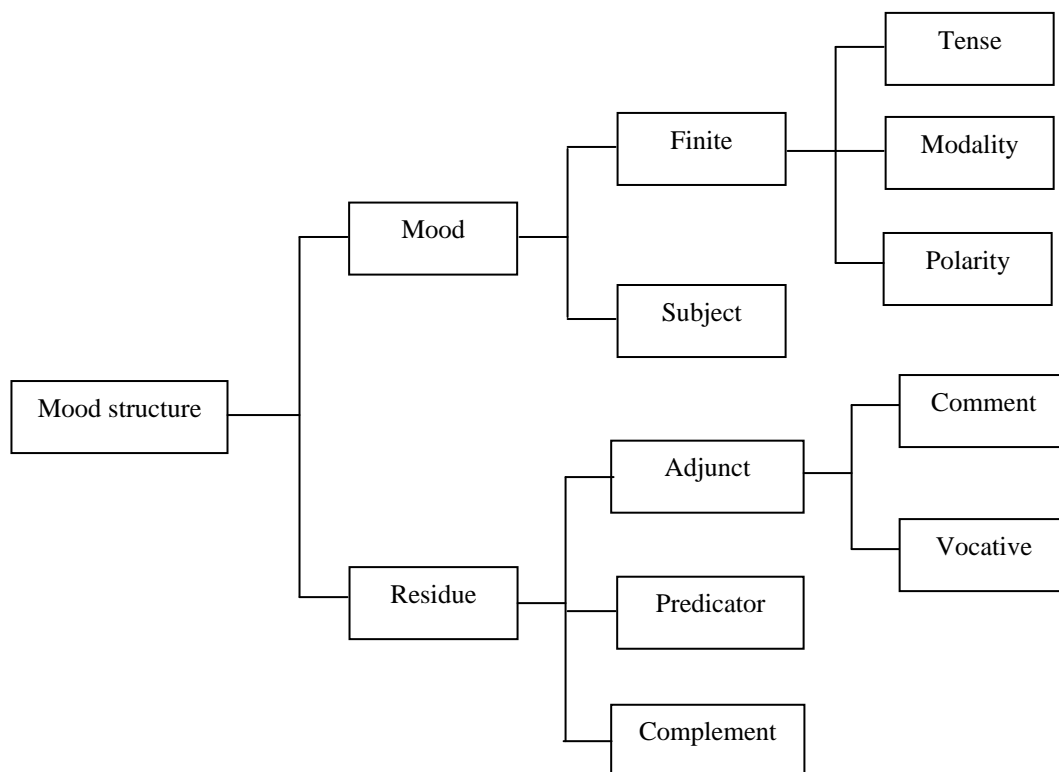 Tense
Finite
Modality
Mood
Polarity
Subject
Mood structure
Comment
Adjunct
Vocative
Residue
Predicator
Complement